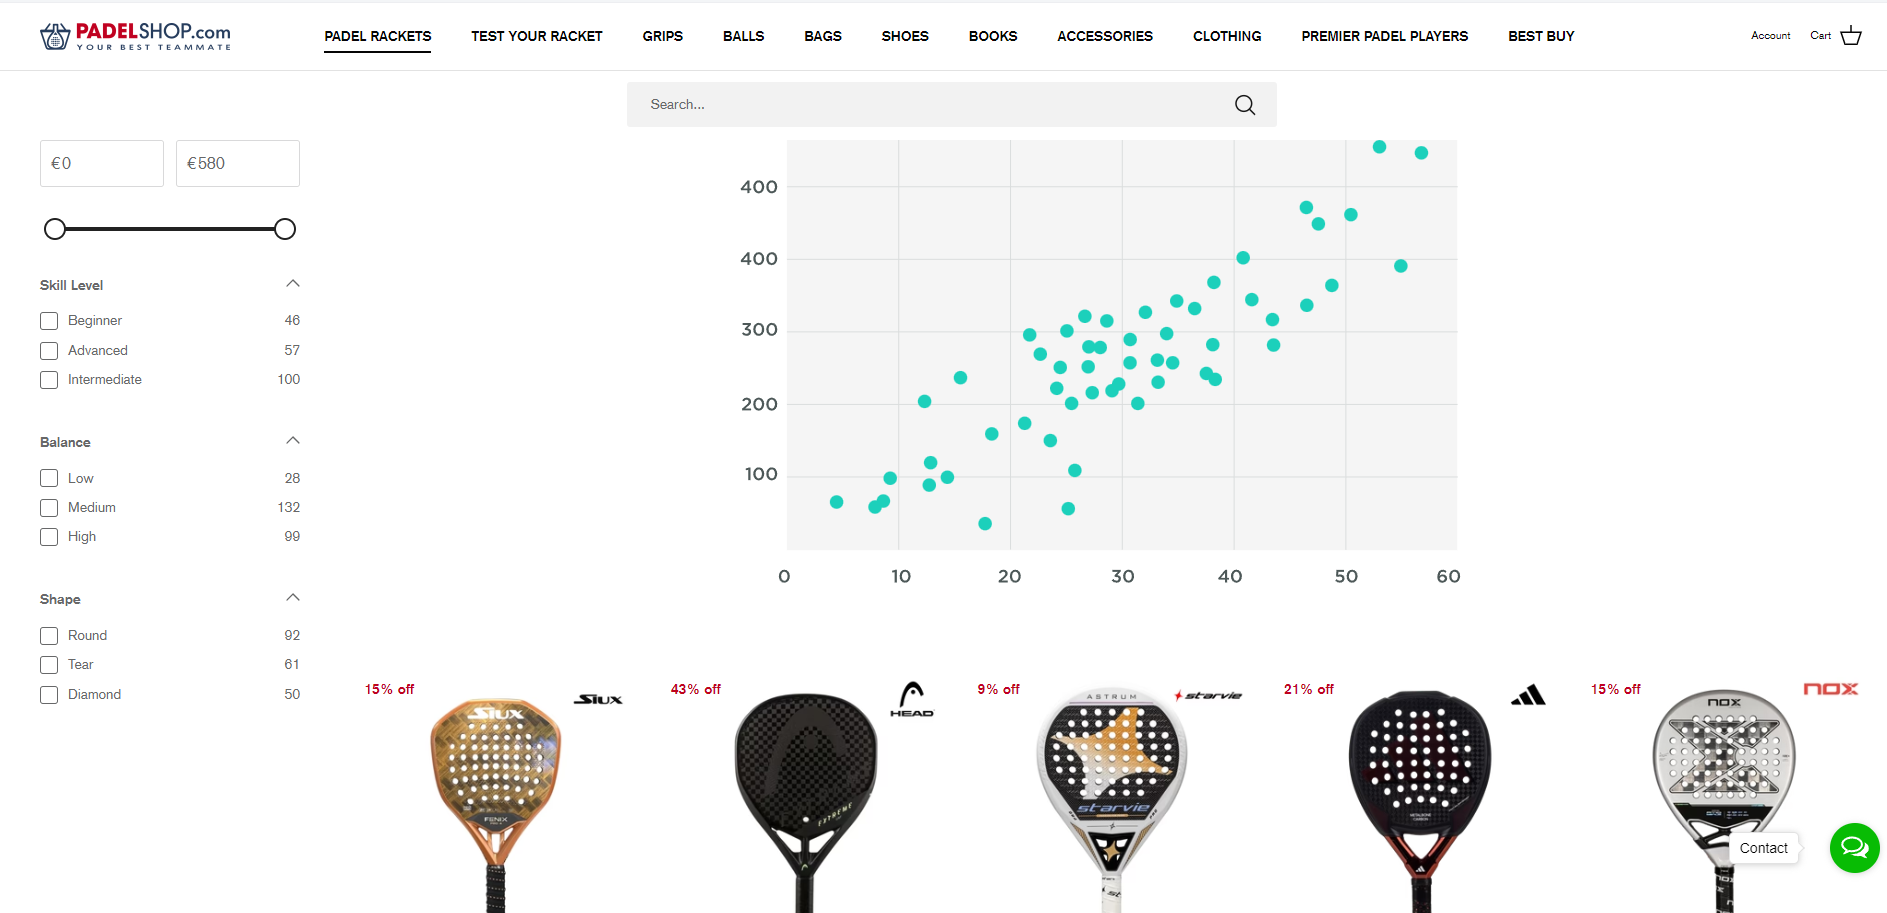 PADELSHOP.com
YOUR BEST TEAMMATE
PADEL RACKETS
TEST YOUR RACKET
GRIPS
BALLS
BAGS
SHOES
BOOKS
ACCESSORIES
CLOTHING
PREMIER PADEL PLAYERS
BEST BUY
Account
Cart
Search...
€0
€580
Skill Level
Beginner 46
Advanced 57
Intermediate 100
Balance
Low 28
Medium 132
High 99
Shape
Round 92
Tear 61
Diamond 50
400
400
300
200
100
0 10 20 30 40 50 60
15% off
SIUX
SIUX
FENIX
43% off
HEAD
EXTREME
9% off
starvie
ASTRUM
starvie
21% off
METALBONE
CARBON
15% off
NOX
NOX
NOX
Contact